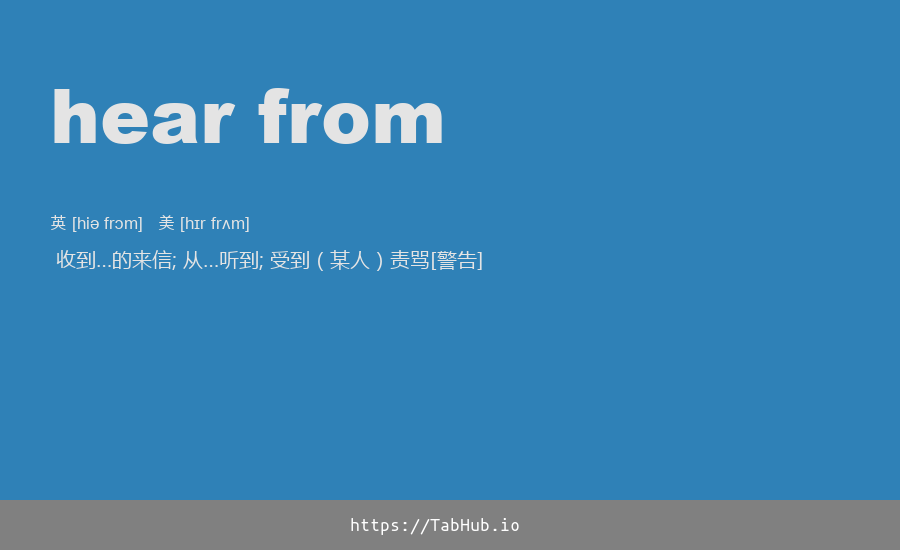 hear from
英 [hiə frɔm] 美 [hɪr frʌm]
收到...的来信; 从...听到; 受到（某人）责骂[警告]
https://TabHub.io